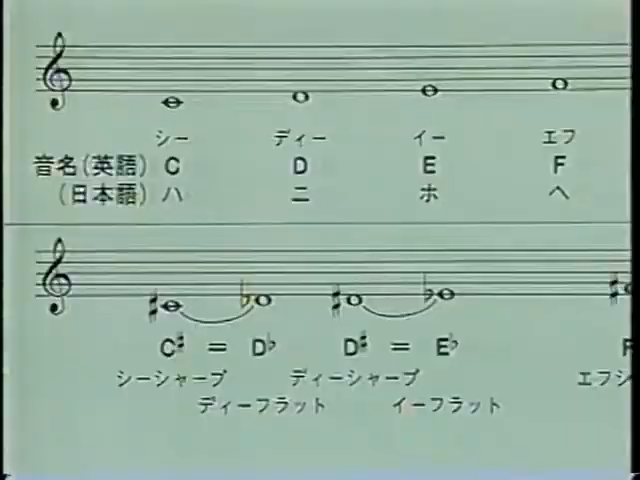 シー ディー イー エフ
音名(英語) C D E F
(日本語) ハ ニ ホ ヘ
C♯ = D♭ D♯ = E♭
シーシャープ ディーシャープ
ディーフラット イーフラット